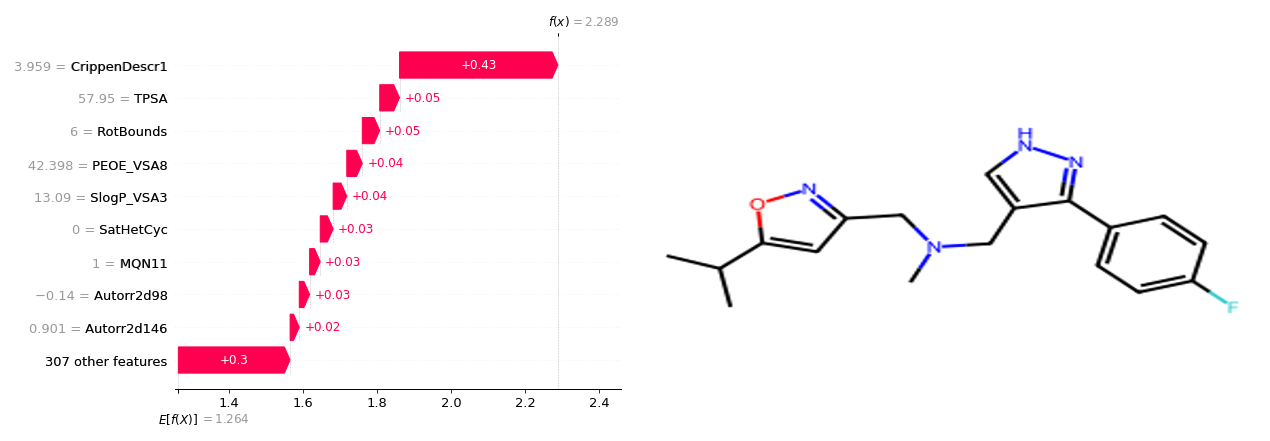 f(x) = 2.289
3.959 = CrippenDescr1
+0.43
57.95 = TPSA
+0.05
6 = RotBounds
+0.05
42.398 = PEOE_VSA8
+0.04
13.09 = SlogP_VSA3
+0.04
0 = SatHetCyc
+0.03
1 = MQN11
+0.03
−0.14 = Autorr2d98
+0.03
0.901 = Autorr2d146
+0.02
307 other features
+0.3
1.4 1.6 1.8 2.0 2.2 2.4
E[f(X)] = 1.264
H
N
N
N
O
N
F